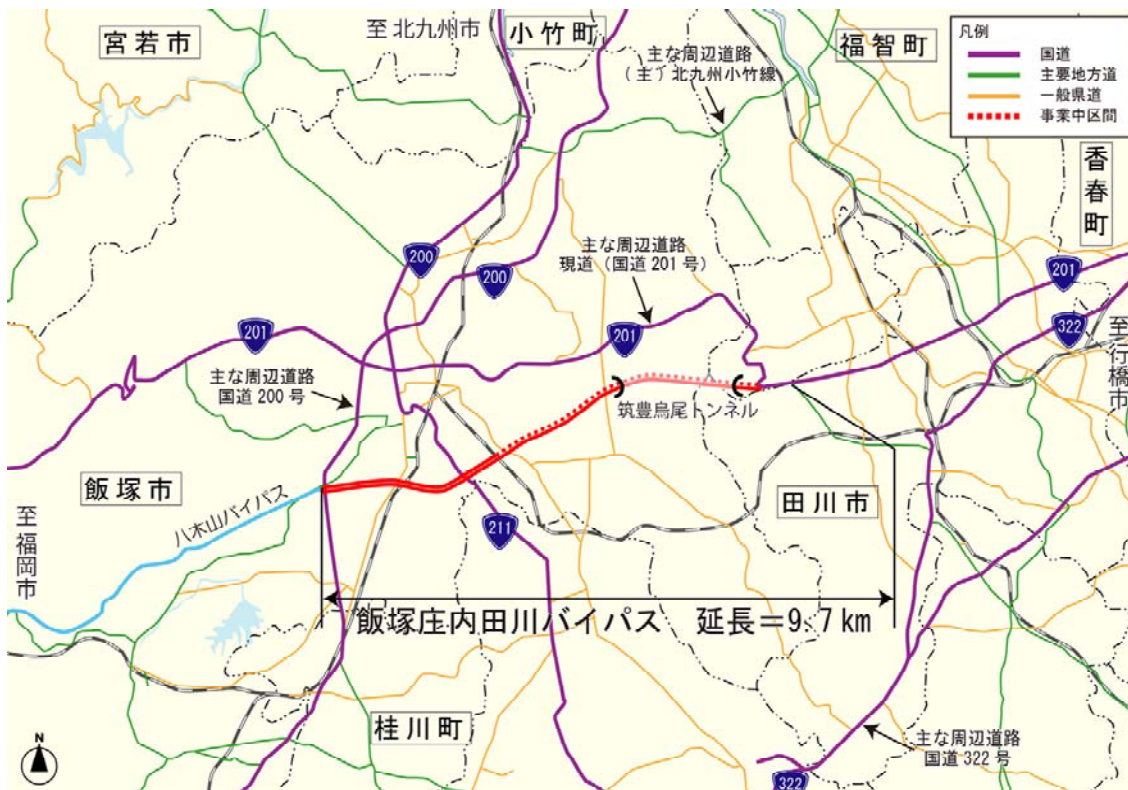 宮若市
至 北九州市
小竹町
福智町
凡例
国道
主要地方道
一般県道
事業中区間
主な周辺道路
(主)北九州小竹線
香春町
200
200
主な周辺道路
現道(国道201号)
201
322
201
201
至行橋市
主な周辺道路
国道200号
筑豊烏尾トンネル
飯塚市
八木山バイパス
至福岡市
211
田川市
飯塚庄内田川バイパス 延長=9.7km
桂川町
主な周辺道路
国道322号
322
N